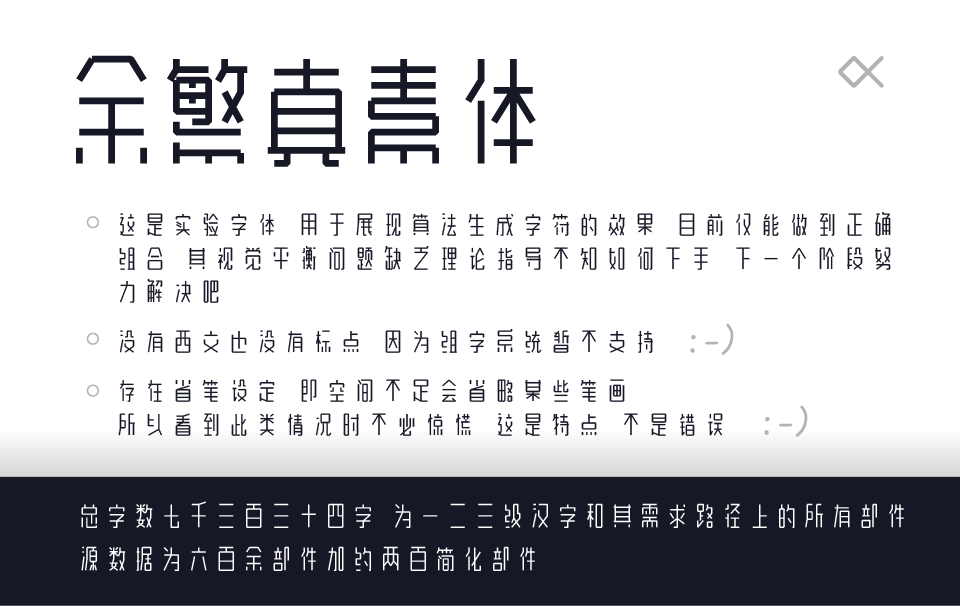 余繁真素体
这是实验字体 用于展现算法生成字符的效果 目前仅能做到正确
组合 其视觉平衡问题缺乏理论指导不知如何下手 下一个阶段努
力解决吧
没有西文也没有标点 因为组字系统暂不支持 :-)
存在省笔设定 即空间不足会省略某些笔画
所以看到此类情况时不必惊慌 这是特点 不是错误 :-)
总字数七千三百三十四字 为一二三级汉字和其需求路径上的所有部件
源数据为六百余部件加约两百简化部件